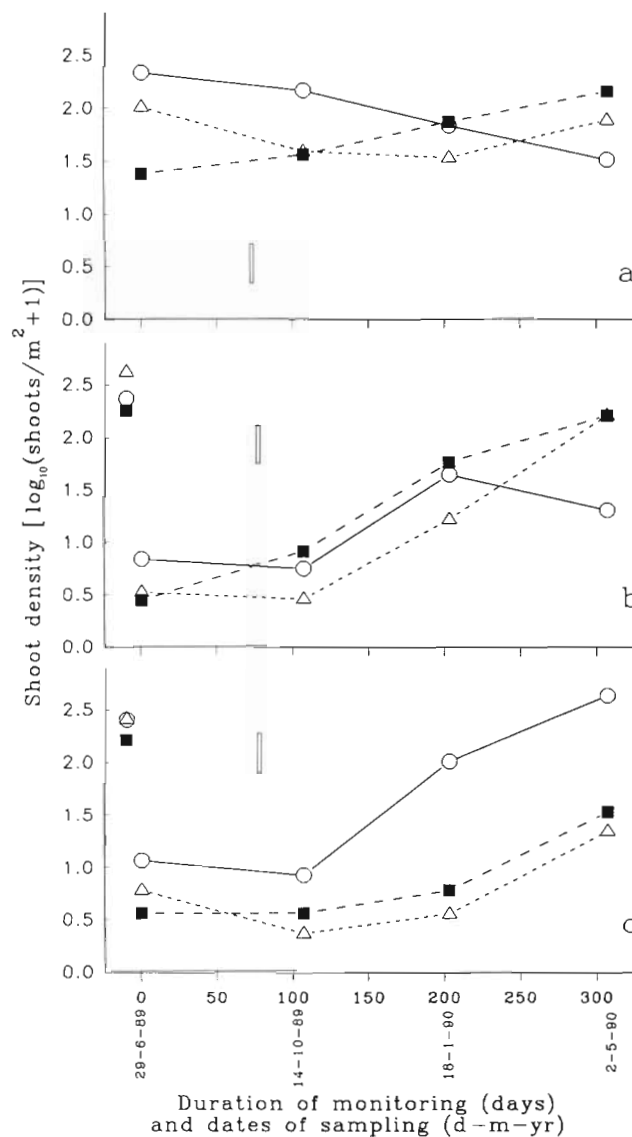 Shoot density [log₁₀(shoots/m²+1)]
2.5
2.0
1.5
1.0
0.5
0.0
a
2.5
2.0
1.5
1.0
0.5
0.0
b
2.5
2.0
1.5
1.0
0.5
0.0
0 50 100 150 200 250 300
29-6-89 14-10-89 18-1-90 2-5-90
Duration of monitoring (days)
and dates of sampling (d-m-yr)